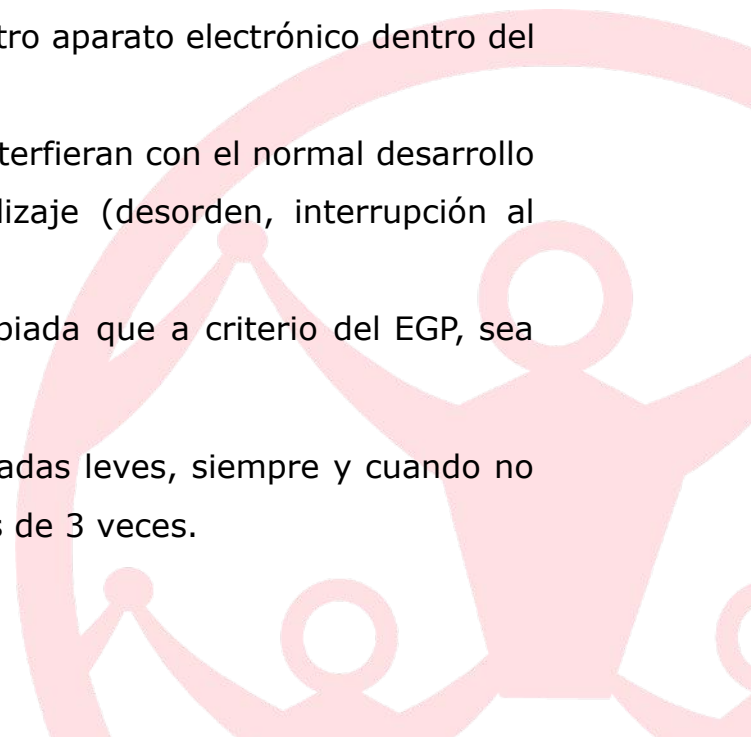 tro aparato electrónico dentro del
terfieran con el normal desarrollo
lizaje (desorden, interrupción al
piada que a criterio del EGP, sea
adas leves, siempre y cuando no
s de 3 veces.